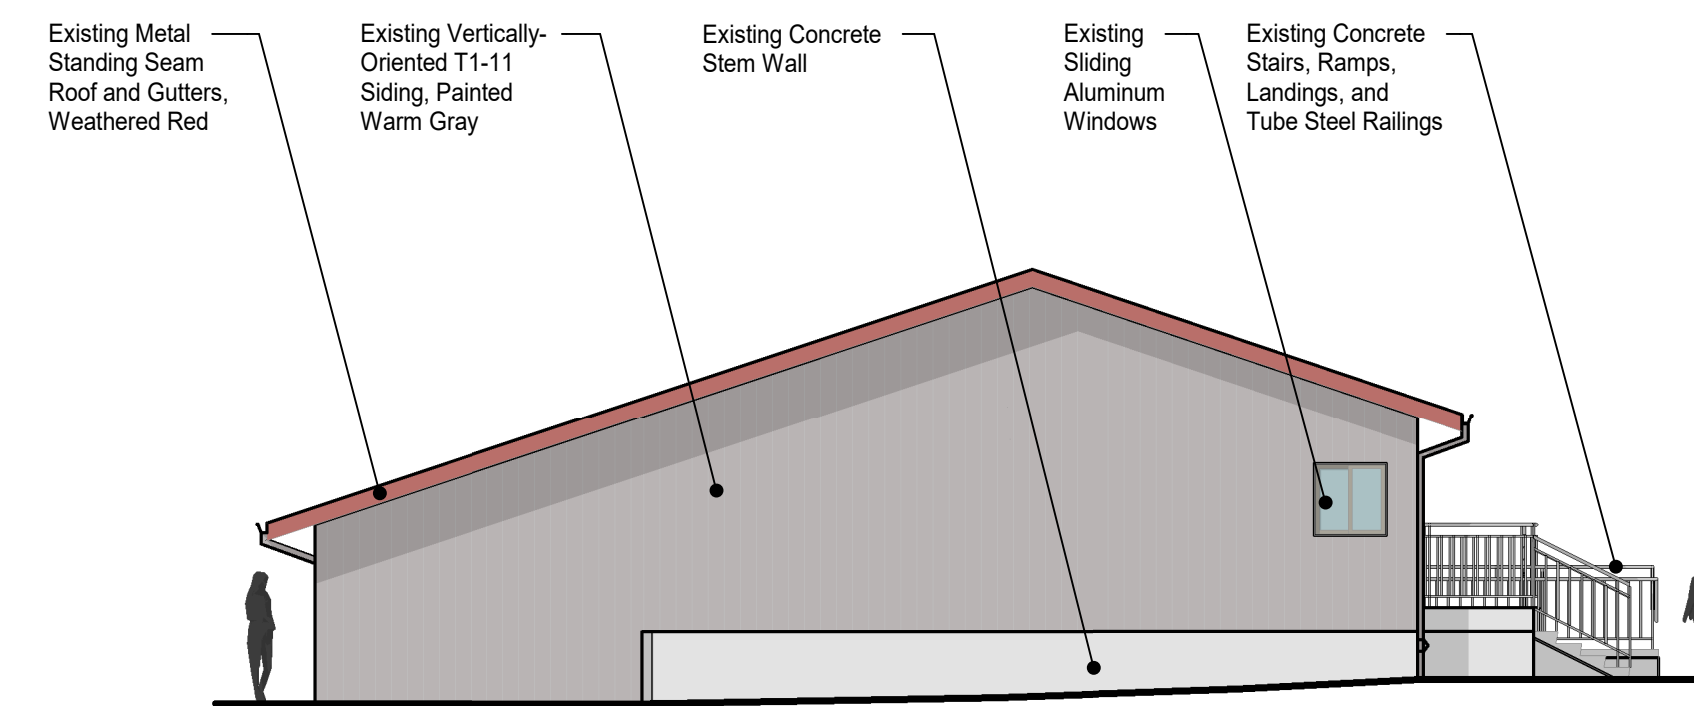 Existing Metal
Standing Seam
Roof and Gutters,
Weathered Red
Existing Vertically-
Oriented T1-11
Siding, Painted
Warm Gray
Existing Concrete
Stem Wall
Existing
Sliding
Aluminum
Windows
Existing Concrete
Stairs, Ramps,
Landings, and
Tube Steel Railings